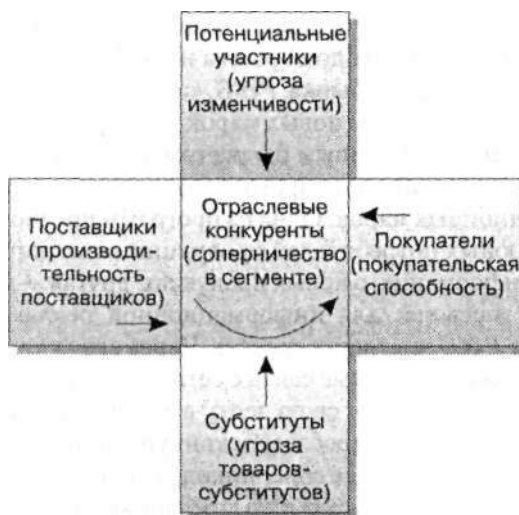 Потенциальные
участники
(угроза
изменчивости)
Поставщики
(производи-
тельность
поставщиков)
Отраслевые
конкуренты
(соперничество
в сегменте)
Покупатели
(покупательская
способность)
Субституты
(угроза
товаров-
субститутов)